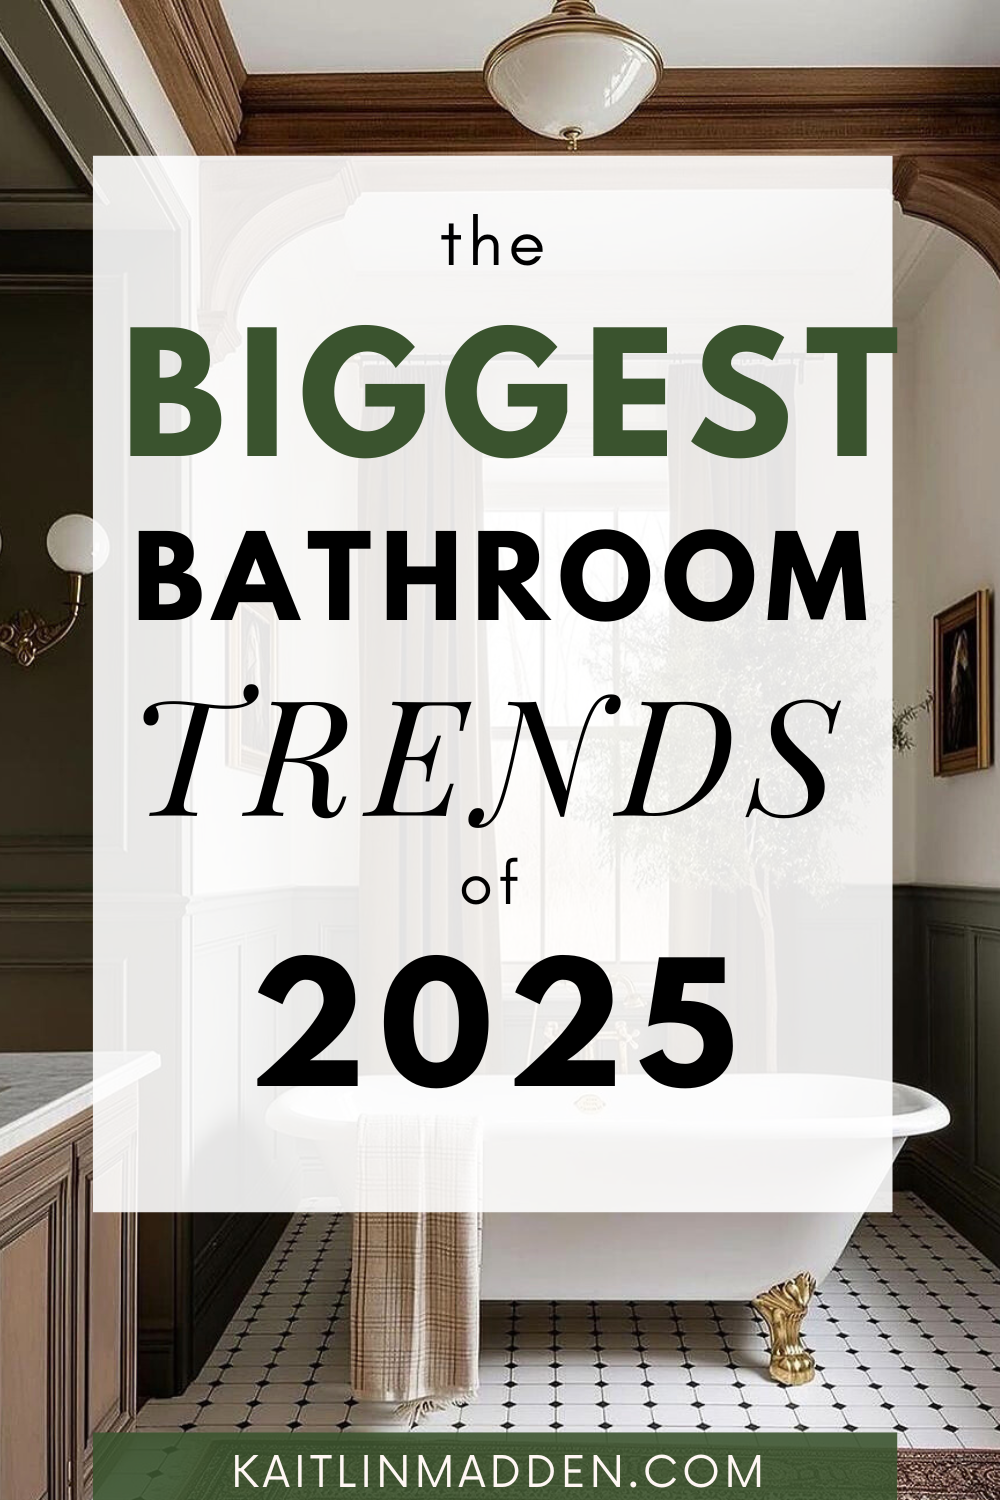 the
BIGGEST
BATHROOM
TRENDS
of
2025
KAITLINMADDEN.COM